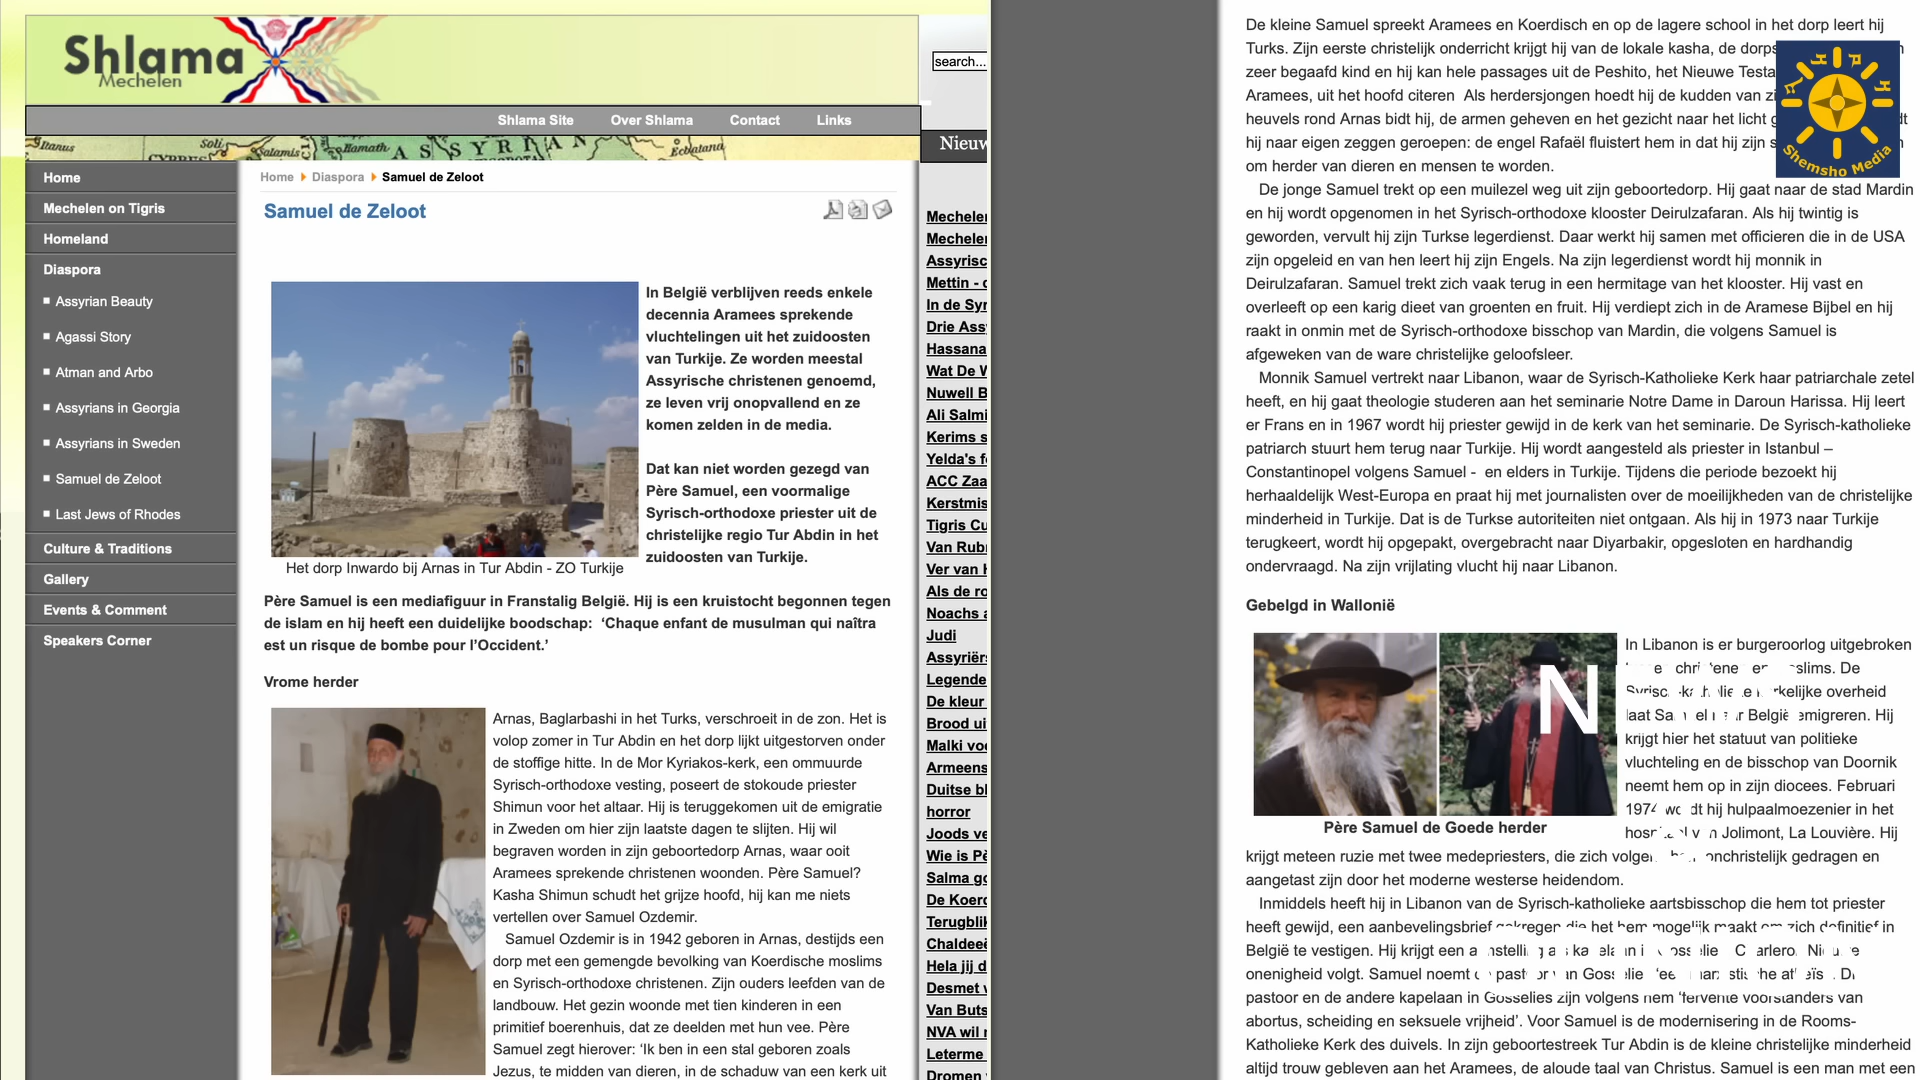 Shlama
Mechelen
search...
Shlama Site Over Shlama Contact Links
Itanus Soli Salamis Hamath ASSYRIAN Ecbatana
CYPRES
Nieuw
Home
Mechelen on Tigris
Homeland
Diaspora
Assyrian Beauty
Agassi Story
Atman and Arbo
Assyrians in Georgia
Assyrians in Sweden
Samuel de Zeloot
Last Jews of Rhodes
Culture & Traditions
Gallery
Events & Comment
Speakers Corner
Home Diaspora Samuel de Zeloot
Samuel de Zeloot
In België verblijven reeds enkele
decennia Aramees sprekende
vluchtelingen uit het zuidoosten
van Turkije. Ze worden meestal
Assyrische christenen genoemd,
ze leven vrij onopvallend en ze
komen zelden in de media.
Dat kan niet worden gezegd van
Père Samuel, een voormalige
Syrisch-orthodoxe priester uit de
christelijke regio Tur Abdin in het
zuidoosten van Turkije.
Het dorp Inwardo bij Arnas in Tur Abdin - ZO Turkije
Père Samuel is een mediafiguur in Franstalig België. Hij is een kruistocht begonnen tegen
de islam en hij heeft een duidelijke boodschap: ‘Chaque enfant de musulman qui naîtra
est un risque de bombe pour l’Occident.’
Vrome herder
Arnas, Baglarbashi in het Turks, verschroeit in de zon. Het is
volop zomer in Tur Abdin en het dorp lijkt uitgestorven onder
de stoffige hitte. In de Mor Kyriakos-kerk, een ommuurde
Syrisch-orthodoxe vesting, poseert de stokoude priester
Shimun voor het altaar. Hij is teruggekomen uit de emigratie
in Zweden om hier zijn laatste dagen te slijten. Hij wil
begraven worden in zijn geboortedorp Arnas, waar ooit
Aramees sprekende christenen woonden. Père Samuel?
Kasha Shimun schudt het grijze hoofd, hij kan me niets
vertellen over Samuel Ozdemir.
Samuel Ozdemir is in 1942 geboren in Arnas, destijds een
dorp met een gemengde bevolking van Koerdische moslims
en Syrisch-orthodoxe christenen. Zijn ouders leefden van de
landbouw. Het gezin woonde met tien kinderen in een
primitief boerenhuis, dat ze deelden met hun vee. Père
Samuel zegt hierover: ‘Ik ben in een stal geboren zoals
Jezus, te midden van dieren, in de schaduw van een kerk uit
Mechelen
Mechelen
Assyrisc
Mettin -
In de Syr
Drie Ass
Hassana
Wat De W
Nuwell B
Ali Salmi
Kerims s
Yelda's f
ACC Zaa
Kerstmis
Tigris Cu
Van Rub
Ver van H
Als de ro
Noachs a
Judi
Assyriërs
Legende
De kleur
Brood ui
Malki voo
Armeens
Duitse bl
horror
Joods ve
Wie is Pè
Salma go
De Koerd
Terugblik
Chaldeeë
Hela jij d
Desmet v
Van Buts
NVA wil
Leterme
Dromen
De kleine Samuel spreekt Aramees en Koerdisch en op de lagere school in het dorp leert hij
Turks. Zijn eerste christelijk onderricht krijgt hij van de lokale kasha, de dorps
zeer begaafd kind en hij kan hele passages uit de Peshito, het Nieuwe Testa
Aramees, uit het hoofd citeren Als herdersjongen hoedt hij de kudden van zi
heuvels rond Arnas bidt hij, de armen geheven en het gezicht naar het licht
hij naar eigen zeggen geroepen: de engel Rafaël fluistert hem in dat hij zijn
om herder van dieren en mensen te worden.
Shemsho Media
De jonge Samuel trekt op een muilezel weg uit zijn geboortedorp. Hij gaat naar de stad Mardin
en hij wordt opgenomen in het Syrisch-orthodoxe klooster Deirulzafaran. Als hij twintig is
geworden, vervult hij zijn Turkse legerdienst. Daar werkt hij samen met officieren die in de USA
zijn opgeleid en van hen leert hij zijn Engels. Na zijn legerdienst wordt hij monnik in
Deirulzafaran. Samuel trekt zich vaak terug in een hermitage van het klooster. Hij vast en
overleeft op een karig dieet van groenten en fruit. Hij verdiept zich in de Aramese Bijbel en hij
raakt in onmin met de Syrisch-orthodoxe bisschop van Mardin, die volgens Samuel is
afgeweken van de ware christelijke geloofsleer.
Monnik Samuel vertrekt naar Libanon, waar de Syrisch-Katholieke Kerk haar patriarchale zetel
heeft, en hij gaat theologie studeren aan het seminarie Notre Dame in Daroun Harissa. Hij leert
er Frans en in 1967 wordt hij priester gewijd in de kerk van het seminarie. De Syrisch-katholieke
patriarch stuurt hem terug naar Turkije. Hij wordt aangesteld als priester in Istanbul –
Constantinopel volgens Samuel - en elders in Turkije. Tijdens die periode bezoekt hij
herhaaldelijk West-Europa en praat hij met journalisten over de moeilijkheden van de christelijke
minderheid in Turkije. Dat is de Turkse autoriteiten niet ontgaan. Als hij in 1973 naar Turkije
terugkeert, wordt hij opgepakt, overgebracht naar Diyarbakir, opgesloten en hardhandig
ondervraagd. Na zijn vrijlating vlucht hij naar Libanon.
Gebelgd in Wallonië
N
Père Samuel de Goede herder
In Libanon is er burgeroorlog uitgebroken
De
overheid
laat België emigreren. Hij
krijgt hier het statuut van politieke
vluchteling en de bisschop van Doornik
neemt hem op in zijn diocees. Februari
hij hulpaalmoezenier in het
Jolimont, La Louvière. Hij
krijgt meteen ruzie met twee medepriesters, die zich onchristelijk gedragen en
aangetast zijn door het moderne westerse heidendom.
Inmiddels heeft hij in Libanon van de Syrisch-katholieke aartsbisschop die hem tot priester
heeft gewijd, een aanbevelingsbrief gekregen die het hem mogelijk maakt om zich definitief in
België te vestigen. Hij krijgt een
onenigheid volgt. Samuel noemt
pastoor en de andere kapelaan in Gosselies zijn volgens hem ‘fervente voorstanders van
abortus, scheiding en seksuele vrijheid’. Voor Samuel is de modernisering in de Rooms-
Katholieke Kerk des duivels. In zijn geboortestreek Tur Abdin is de kleine christelijke minderheid
altijd trouw gebleven aan het Aramees, de aloude taal van Christus. Samuel is een man met een